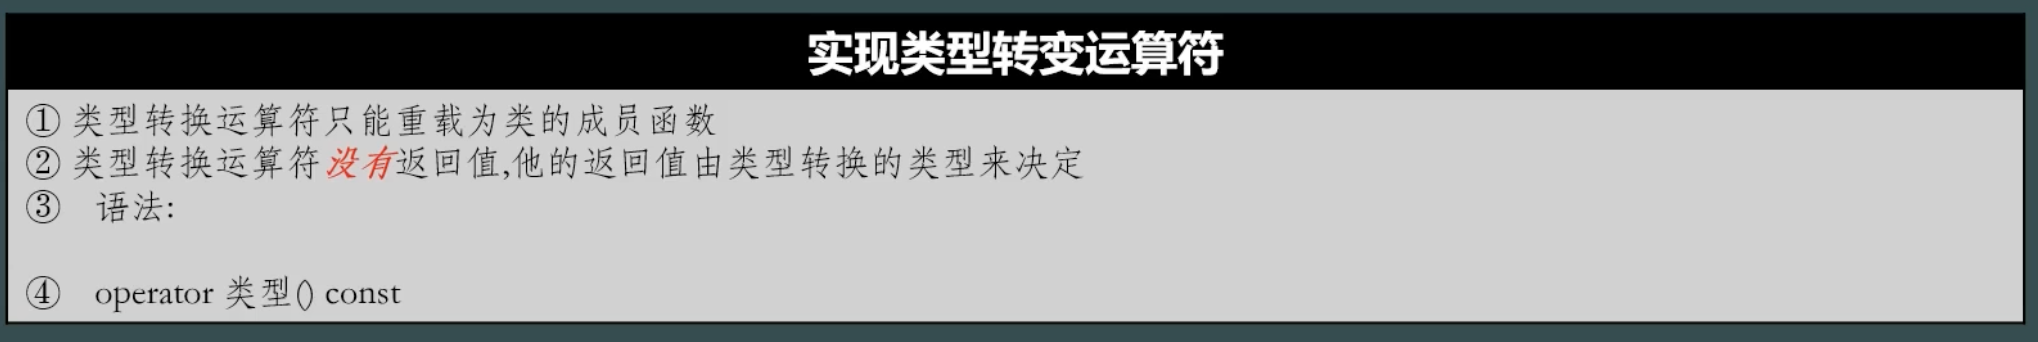 实现类型转变运算符
① 类型转换运算符只能重载为类的成员函数
② 类型转换运算符没有返回值,他的返回值由类型转换的类型来决定
③ 语法:
④ operator 类型() const